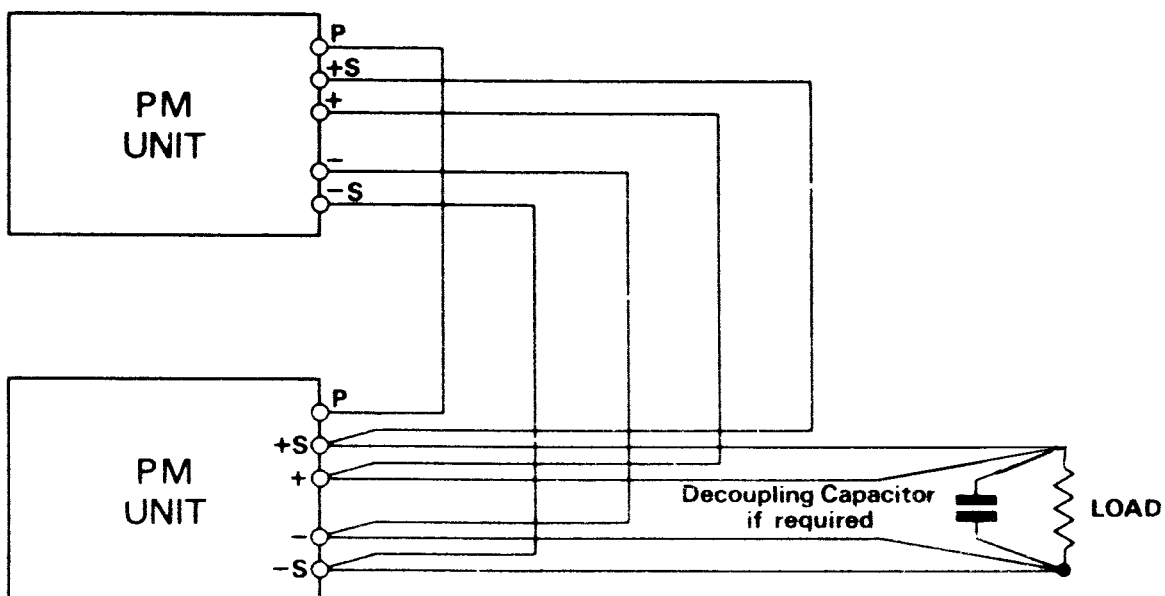 P
+S
+
PM
UNIT
-
-S
P
+S
+
PM
UNIT
-
-S
Decoupling Capacitor
if required
LOAD